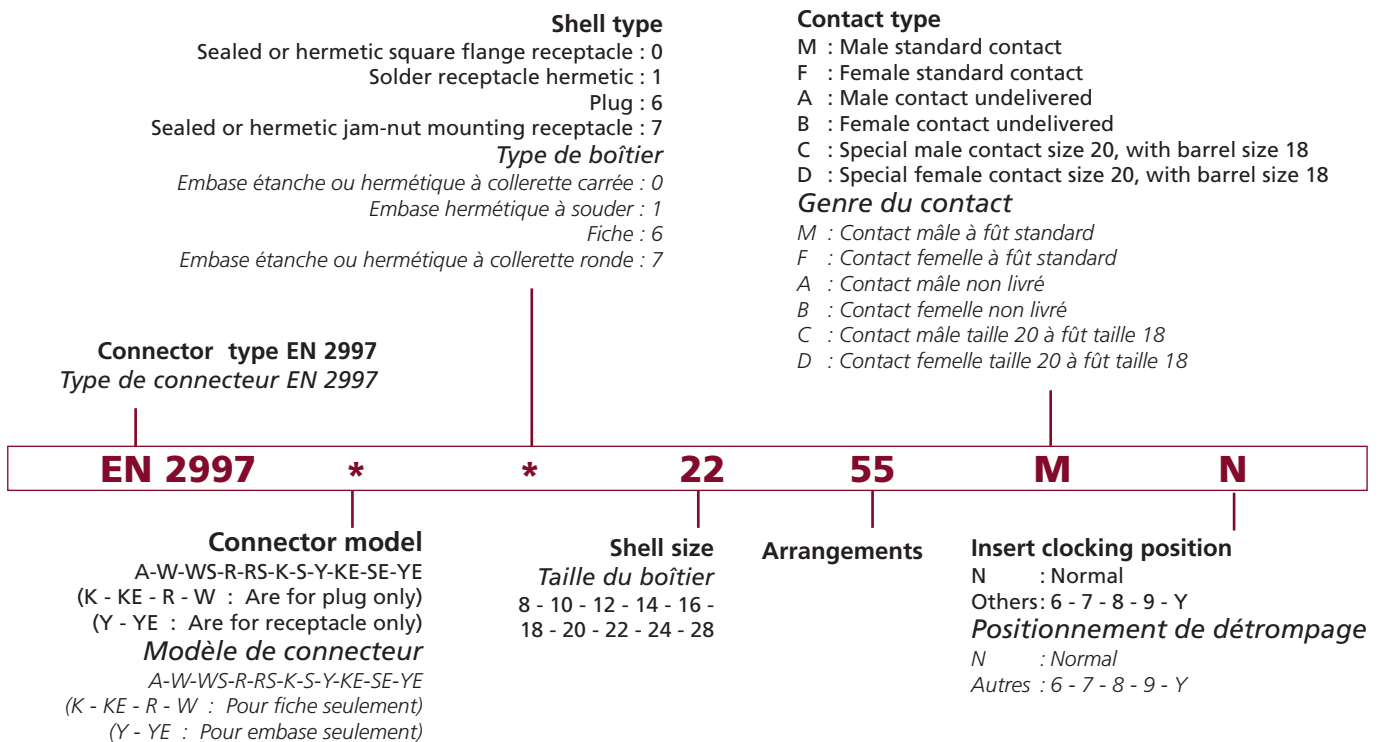 Shell type
Sealed or hermetic square flange receptacle : 0
Solder receptacle hermetic : 1
Plug : 6
Sealed or hermetic jam-nut mounting receptacle : 7
Type de boîtier
Embase étanche ou hermétique à collerette carrée : 0
Embase hermétique à souder : 1
Fiche : 6
Embase étanche ou hermétique à collerette ronde : 7
Contact type
M : Male standard contact
F : Female standard contact
A : Male contact undelivered
B : Female contact undelivered
C : Special male contact size 20, with barrel size 18
D : Special female contact size 20, with barrel size 18
Genre du contact
M : Contact mâle à fût standard
F : Contact femelle à fût standard
A : Contact mâle non livré
B : Contact femelle non livré
C : Contact mâle taille 20 à fût taille 18
D : Contact femelle taille 20 à fût taille 18
Connector type EN 2997
Type de connecteur EN 2997
EN 2997 * * 22 55 M N
Connector model
A-W-WS-R-RS-K-S-Y-KE-SE-YE
(K - KE - R - W : Are for plug only)
(Y - YE : Are for receptacle only)
Modèle de connecteur
A-W-WS-R-RS-K-S-Y-KE-SE-YE
(K - KE - R - W : Pour fiche seulement)
(Y - YE : Pour embase seulement)
Shell size
Taille du boîtier
8 - 10 - 12 - 14 - 16 -
18 - 20 - 22 - 24 - 28
Arrangements
Insert clocking position
N : Normal
Others: 6 - 7 - 8 - 9 - Y
Positionnement de détrompage
N : Normal
Autres : 6 - 7 - 8 - 9 - Y